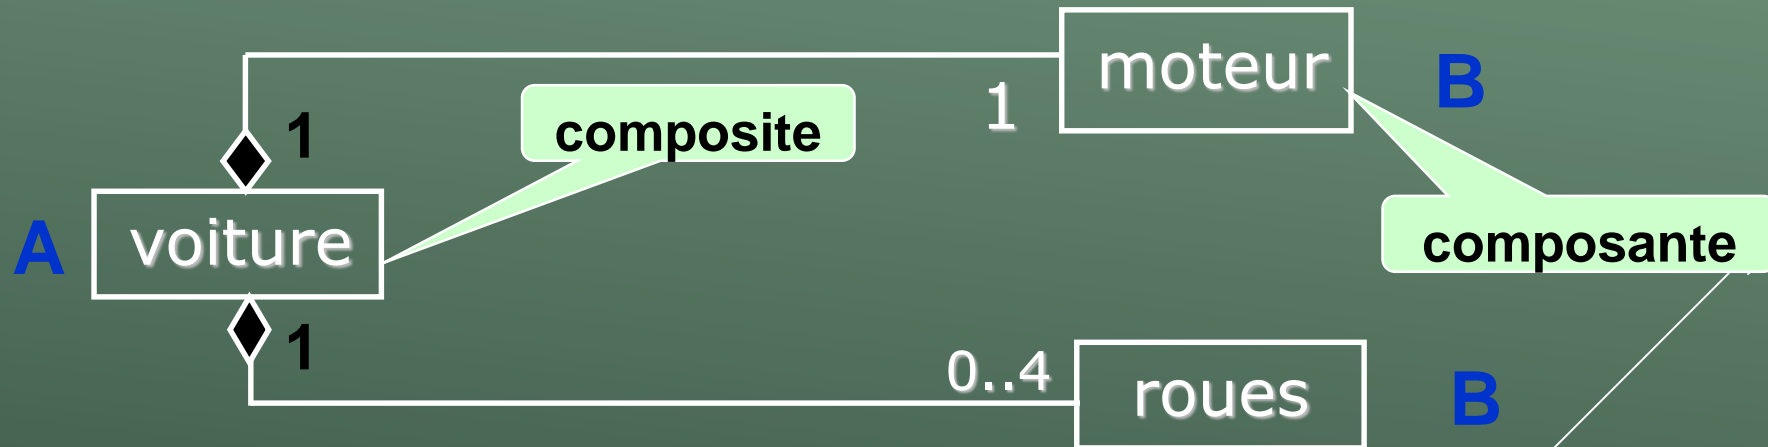 moteur
B
1
composite
1
A
voiture
composante
1
0..4
roues
B